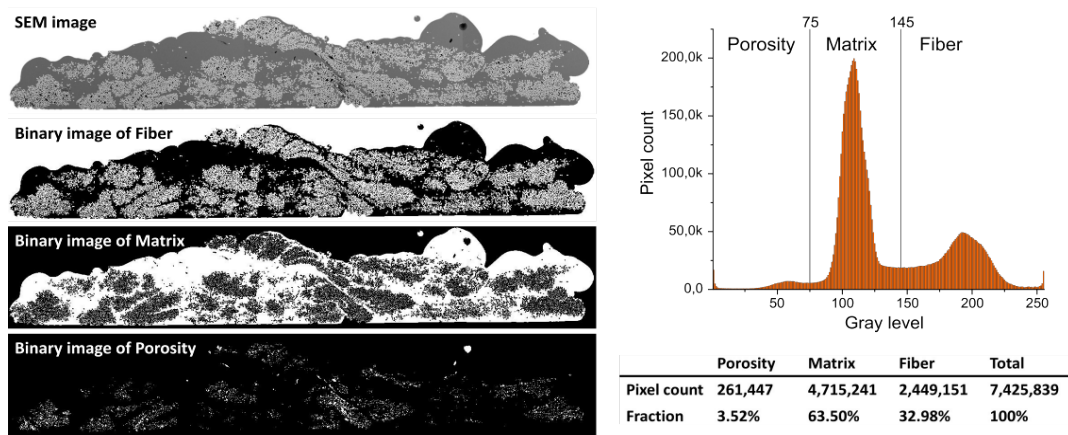 SEM image
Binary image of Fiber
Binary image of Matrix
Binary image of Porosity
75 145
Porosity Matrix Fiber
200,0k
150,0k
100,0k
50,0k
0,0
Pixel count
50 100 150 200 250
Gray level
Porosity Matrix Fiber Total
Pixel count 261,447 4,715,241 2,449,151 7,425,839
Fraction 3.52% 63.50% 32.98% 100%